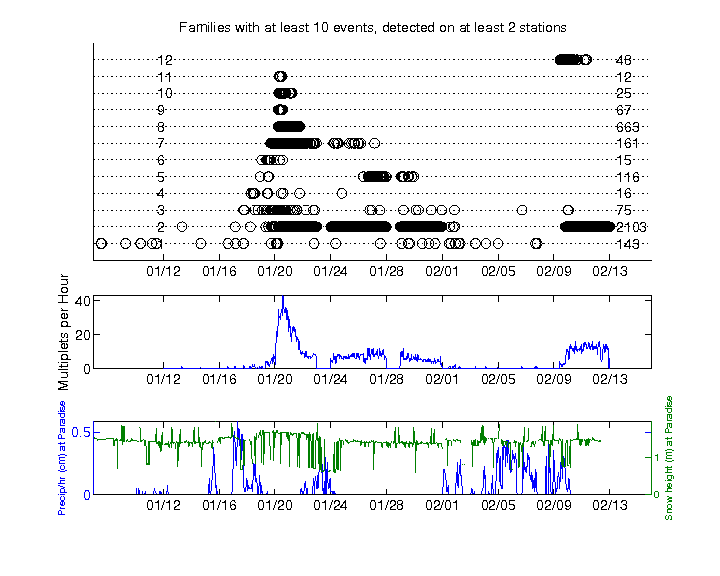 Families with at least 10 events, detected on at least 2 stations
12 46
11 12
10 25
9 67
8 663
7 161
6 15
5 116
4 16
3 75
2 2103
1 143
01/12 01/16 01/20 01/24 01/28 02/01 02/05 02/09 02/13
Multiplets per Hour
40
20
0
01/12 01/16 01/20 01/24 01/28 02/01 02/05 02/09 02/13
Precip/hr (cm) at Paradise
0.5
0
1
0
Snow height (m) at Paradise
01/12 01/16 01/20 01/24 01/28 02/01 02/05 02/09 02/13